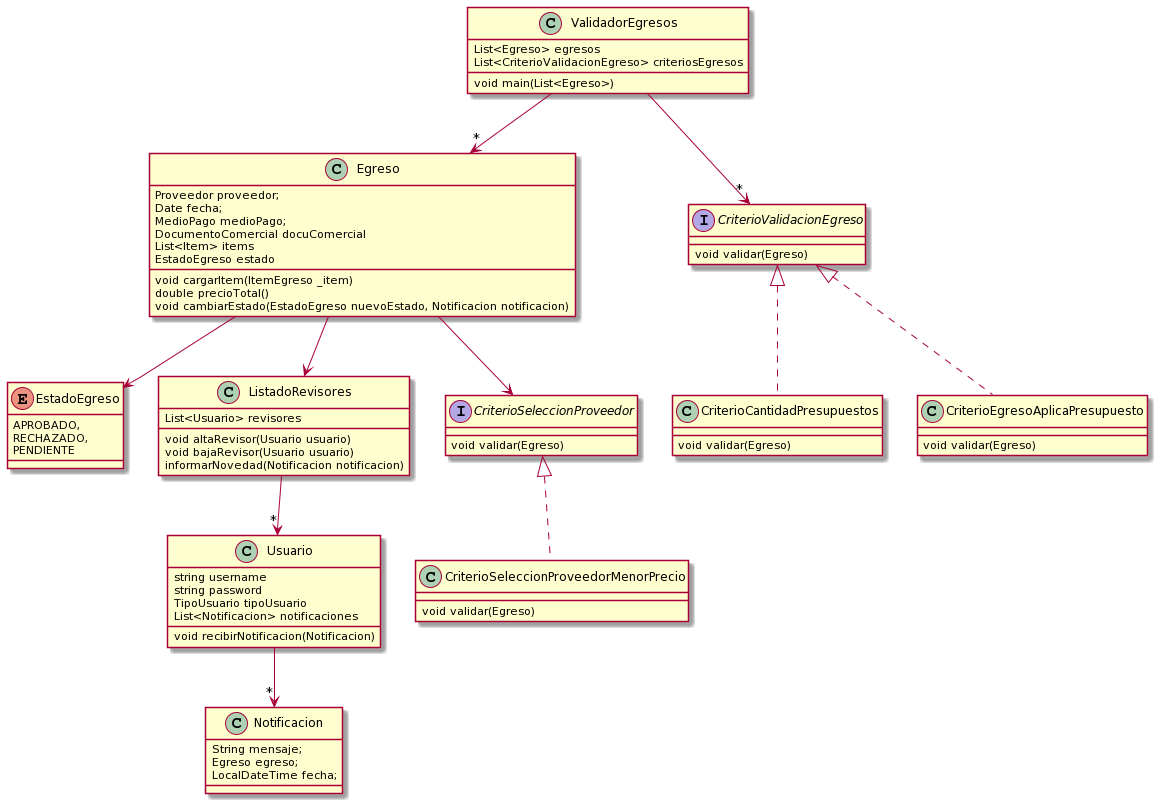 C ValidadorEgresos
List<Egreso> egresos
List<CriterioValidacionEgreso> criteriosEgresos
void main(List<Egreso>)
*
*
C Egreso
Proveedor proveedor;
Date fecha;
MedioPago medioPago;
DocumentoComercial docuComercial
List<Item> items
EstadoEgreso estado
void cargarItem(ItemEgreso _item)
double precioTotal()
void cambiarEstado(EstadoEgreso nuevoEstado, Notificacion notificacion)
I CriterioValidacionEgreso
void validar(Egreso)
E EstadoEgreso
APROBADO,
RECHAZADO,
PENDIENTE
C ListadoRevisores
List<Usuario> revisores
void altaRevisor(Usuario usuario)
void bajaRevisor(Usuario usuario)
informarNovedad(Notificacion notificacion)
I CriterioSeleccionProveedor
void validar(Egreso)
C CriterioCantidadPresupuestos
void validar(Egreso)
C CriterioEgresoAplicaPresupuesto
void validar(Egreso)
*
C Usuario
string username
string password
TipoUsuario tipoUsuario
List<Notificacion> notificaciones
void recibirNotificacion(Notificacion)
C CriterioSeleccionProveedorMenorPrecio
void validar(Egreso)
*
C Notificacion
String mensaje;
Egreso egreso;
LocalDateTime fecha;